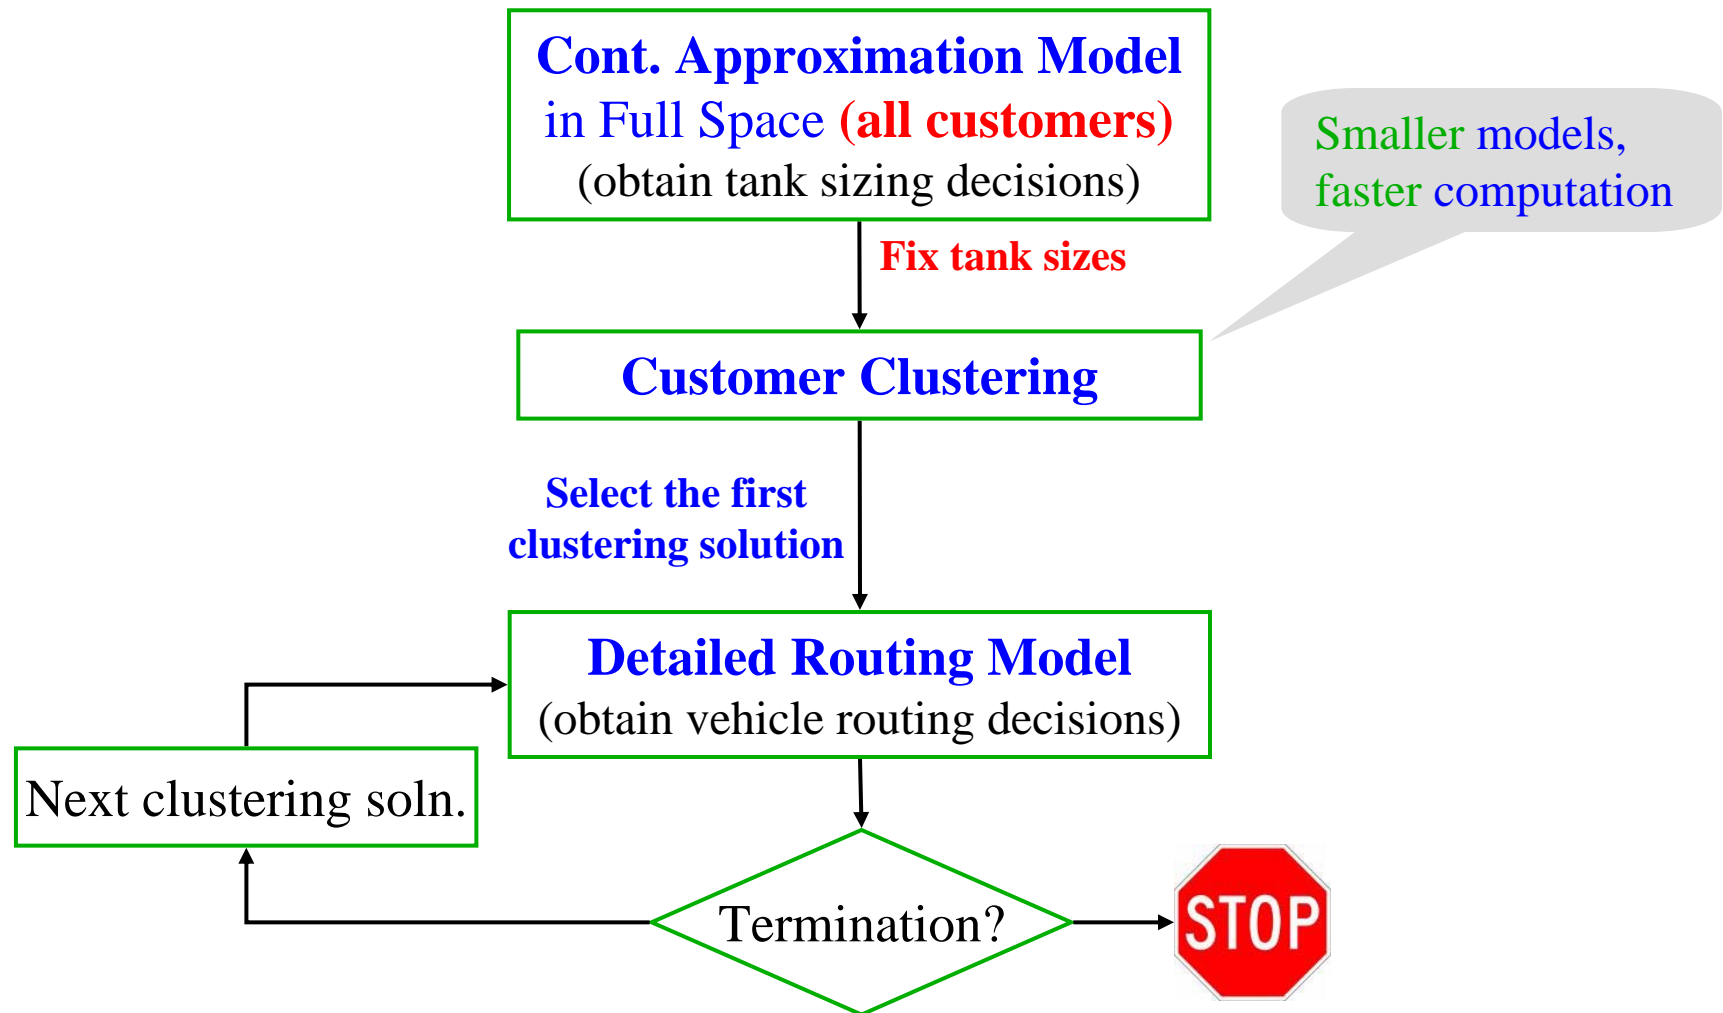 Cont. Approximation Model
in Full Space (all customers)
(obtain tank sizing decisions)
Smaller models,
faster computation
Fix tank sizes
Customer Clustering
Select the first
clustering solution
Detailed Routing Model
(obtain vehicle routing decisions)
Next clustering soln.
Termination?
STOP